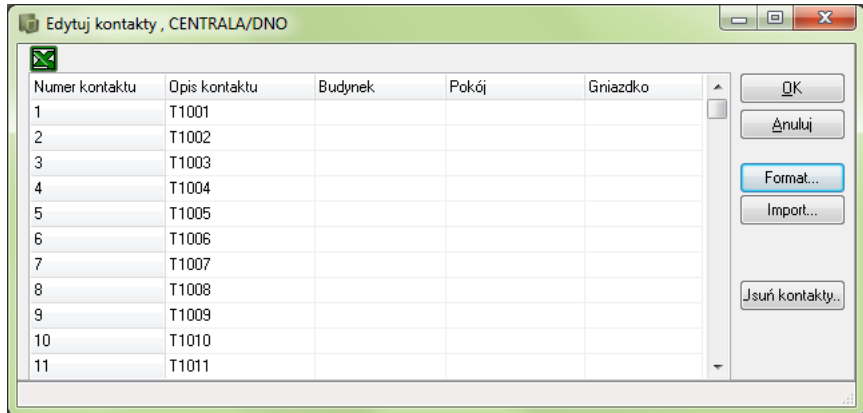 Edytuj kontakty , CENTRALA/DNO
Numer kontaktu Opis kontaktu Budynek Pokój Gniazdko
1 T1001
2 T1002
3 T1003
4 T1004
5 T1005
6 T1006
7 T1007
8 T1008
9 T1009
10 T1010
11 T1011
OK
Anuluj
Format...
Import...
Jsuń kontakty..